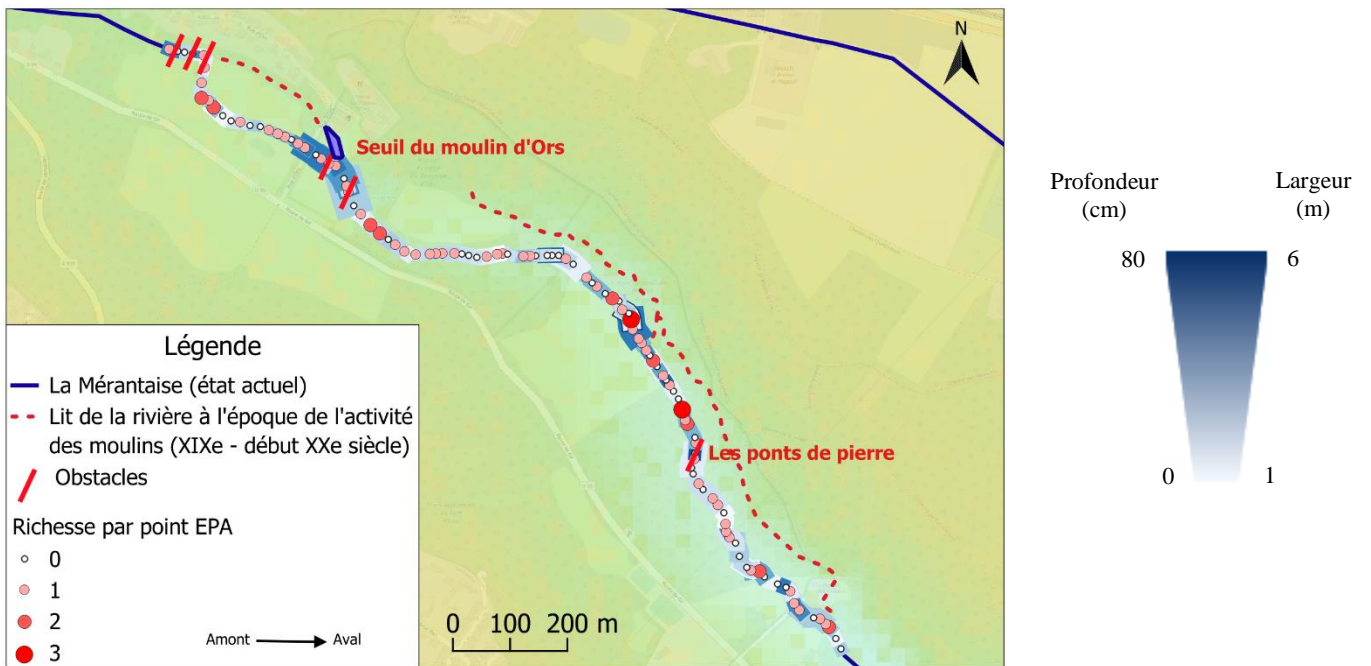 N
Seuil du moulin d'Ors
Les ponts de pierre
Légende
La Mérantaise (état actuel)
Lit de la rivière à l'époque de l'activité
des moulins (XIXe - début XXe siècle)
Obstacles
Richesse par point EPA
0
1
2
3
Amont
Aval
0 100 200 m
Profondeur
(cm)
Largeur
(m)
80
6
0
1